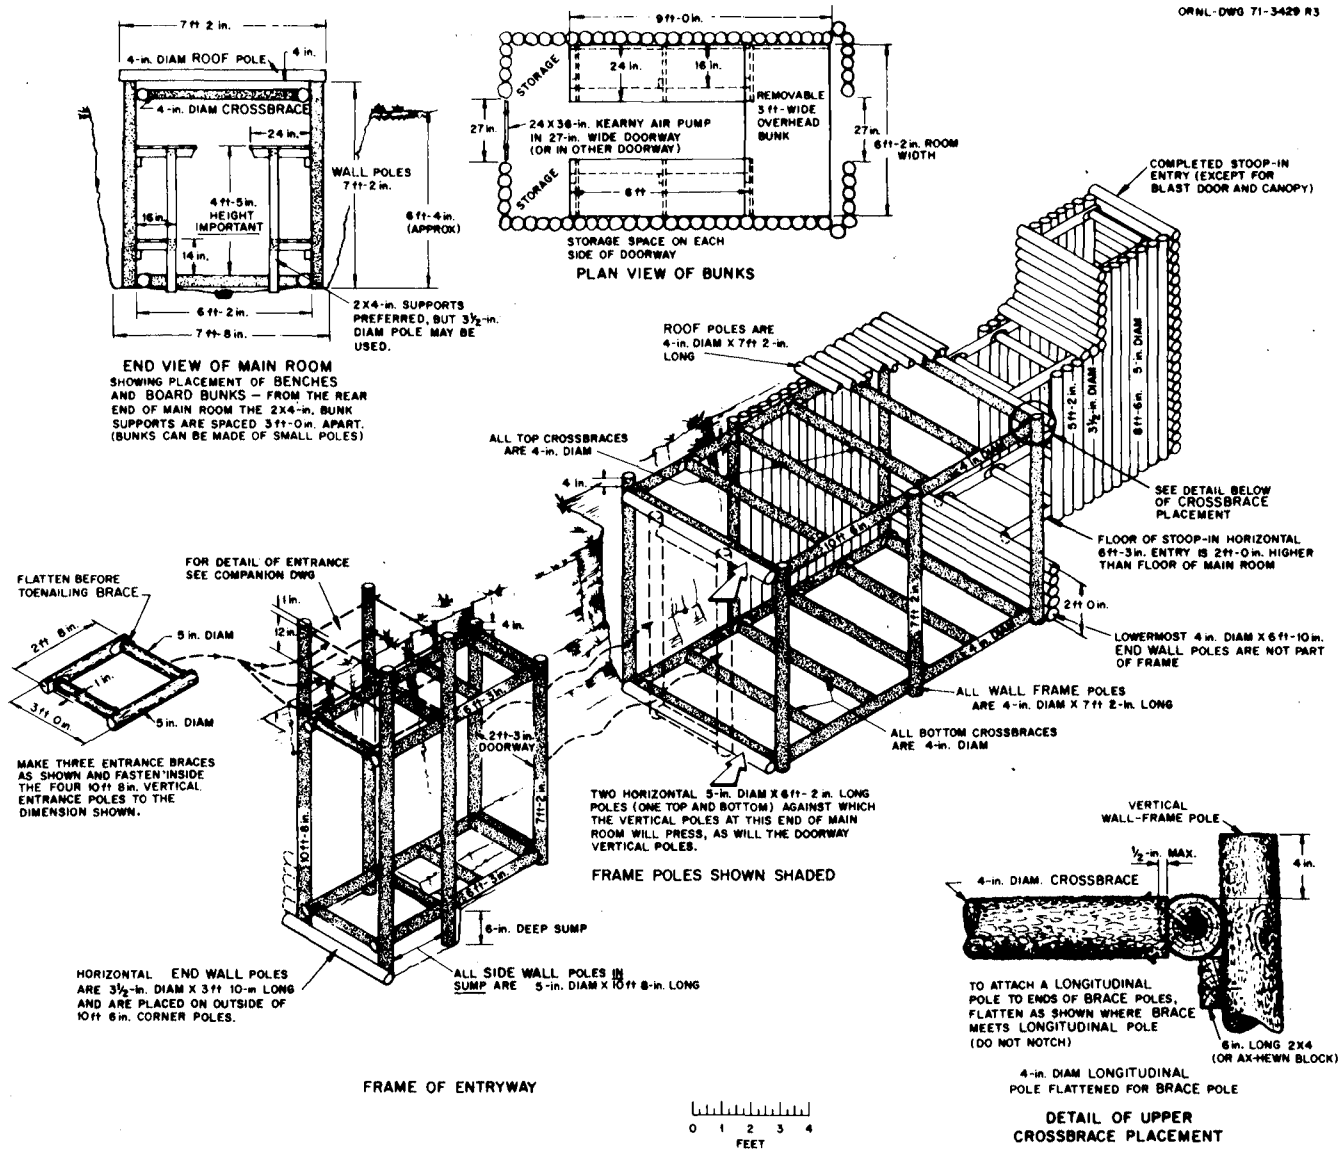 ORNL-DWG 71-3429 R3
7 ft 2 in.
4-in. DIAM ROOF POLE
4 in.
4-in. DIAM CROSSBRACE
24 in.
WALL POLES
7 ft-2 in.
4 ft-5 in.
HEIGHT
IMPORTANT
6 ft-4 in.
(APPROX)
16 in.
14 in.
6 ft-2 in.
7 ft-8 in.
2X4-in. SUPPORTS
PREFERRED, BUT 3½-in.
DIAM POLE MAY BE
USED.
END VIEW OF MAIN ROOM
SHOWING PLACEMENT OF BENCHES
AND BOARD BUNKS – FROM THE REAR
END OF MAIN ROOM THE 2X4-in. BUNK
SUPPORTS ARE SPACED 3 ft-0 in. APART.
(BUNKS CAN BE MADE OF SMALL POLES)
9 ft-0 in.
STORAGE
24 in.
16 in.
REMOVABLE
3 ft-WIDE
OVERHEAD
BUNK
27 in.
24 X 36-in. KEARNY AIR PUMP
IN 27-in. WIDE DOORWAY
(OR IN OTHER DOORWAY)
27 in.
6 ft-2 in. ROOM
WIDTH
STORAGE
6 ft
STORAGE SPACE ON EACH
SIDE OF DOORWAY
PLAN VIEW OF BUNKS
COMPLETED STOOP-IN
ENTRY (EXCEPT FOR
BLAST DOOR AND CANOPY)
ROOF POLES ARE
4-in. DIAM X 7 ft 2-in.
LONG
5 ft-2 in.
3½-in. DIAM
8 ft-6 in. 5-in. DIAM
ALL TOP CROSSBRACES
ARE 4-in. DIAM
4 in.
4 in DIAM
10 ft 6 in.
7 ft 2 in.
SEE DETAIL BELOW
OF CROSSBRACE
PLACEMENT
FLOOR OF STOOP-IN HORIZONTAL
6 ft-3 in. ENTRY IS 2 ft-0 in. HIGHER
THAN FLOOR OF MAIN ROOM
2 ft 0 in.
LOWERMOST 4 in. DIAM X 6 ft-10 in.
END WALL POLES ARE NOT PART
OF FRAME
ALL WALL FRAME POLES
ARE 4-in. DIAM X 7 ft 2-in. LONG
ALL BOTTOM CROSSBRACES
ARE 4-in. DIAM
TWO HORIZONTAL 5-in. DIAM X 6 ft-2 in. LONG
POLES (ONE TOP AND BOTTOM) AGAINST WHICH
THE VERTICAL POLES AT THIS END OF MAIN
ROOM WILL PRESS, AS WILL THE DOORWAY
VERTICAL POLES.
FRAME POLES SHOWN SHADED
FOR DETAIL OF ENTRANCE
SEE COMPANION DWG
FLATTEN BEFORE
TOENAILING BRACE
2 ft 8 in.
5 in. DIAM
1 in.
3 ft 0 in.
5 in. DIAM
MAKE THREE ENTRANCE BRACES
AS SHOWN AND FASTEN INSIDE
THE FOUR 10 ft 8 in. VERTICAL
ENTRANCE POLES TO THE
DIMENSION SHOWN.
1 in.
12 in.
4 in.
6 ft-3 in.
2 ft-3 in.
DOORWAY
7 ft-2 in.
10 ft-8 in.
6 ft-3 in.
6-in. DEEP SUMP
HORIZONTAL END WALL POLES
ARE 3½-in. DIAM X 3 ft 10-in LONG
AND ARE PLACED ON OUTSIDE OF
10 ft 6 in. CORNER POLES.
ALL SIDE WALL POLES IN
SUMP ARE 5-in. DIAM X 10 ft 8-in. LONG
FRAME OF ENTRYWAY
0 1 2 3 4
FEET
VERTICAL
WALL-FRAME POLE
½-in. MAX.
4 in.
4-in. DIAM. CROSSBRACE
TO ATTACH A LONGITUDINAL
POLE TO ENDS OF BRACE POLES,
FLATTEN AS SHOWN WHERE BRACE
MEETS LONGITUDINAL POLE
(DO NOT NOTCH)
6 in. LONG 2X4
(OR AX-HEWN BLOCK)
4-in. DIAM LONGITUDINAL
POLE FLATTENED FOR BRACE POLE
DETAIL OF UPPER
CROSSBRACE PLACEMENT